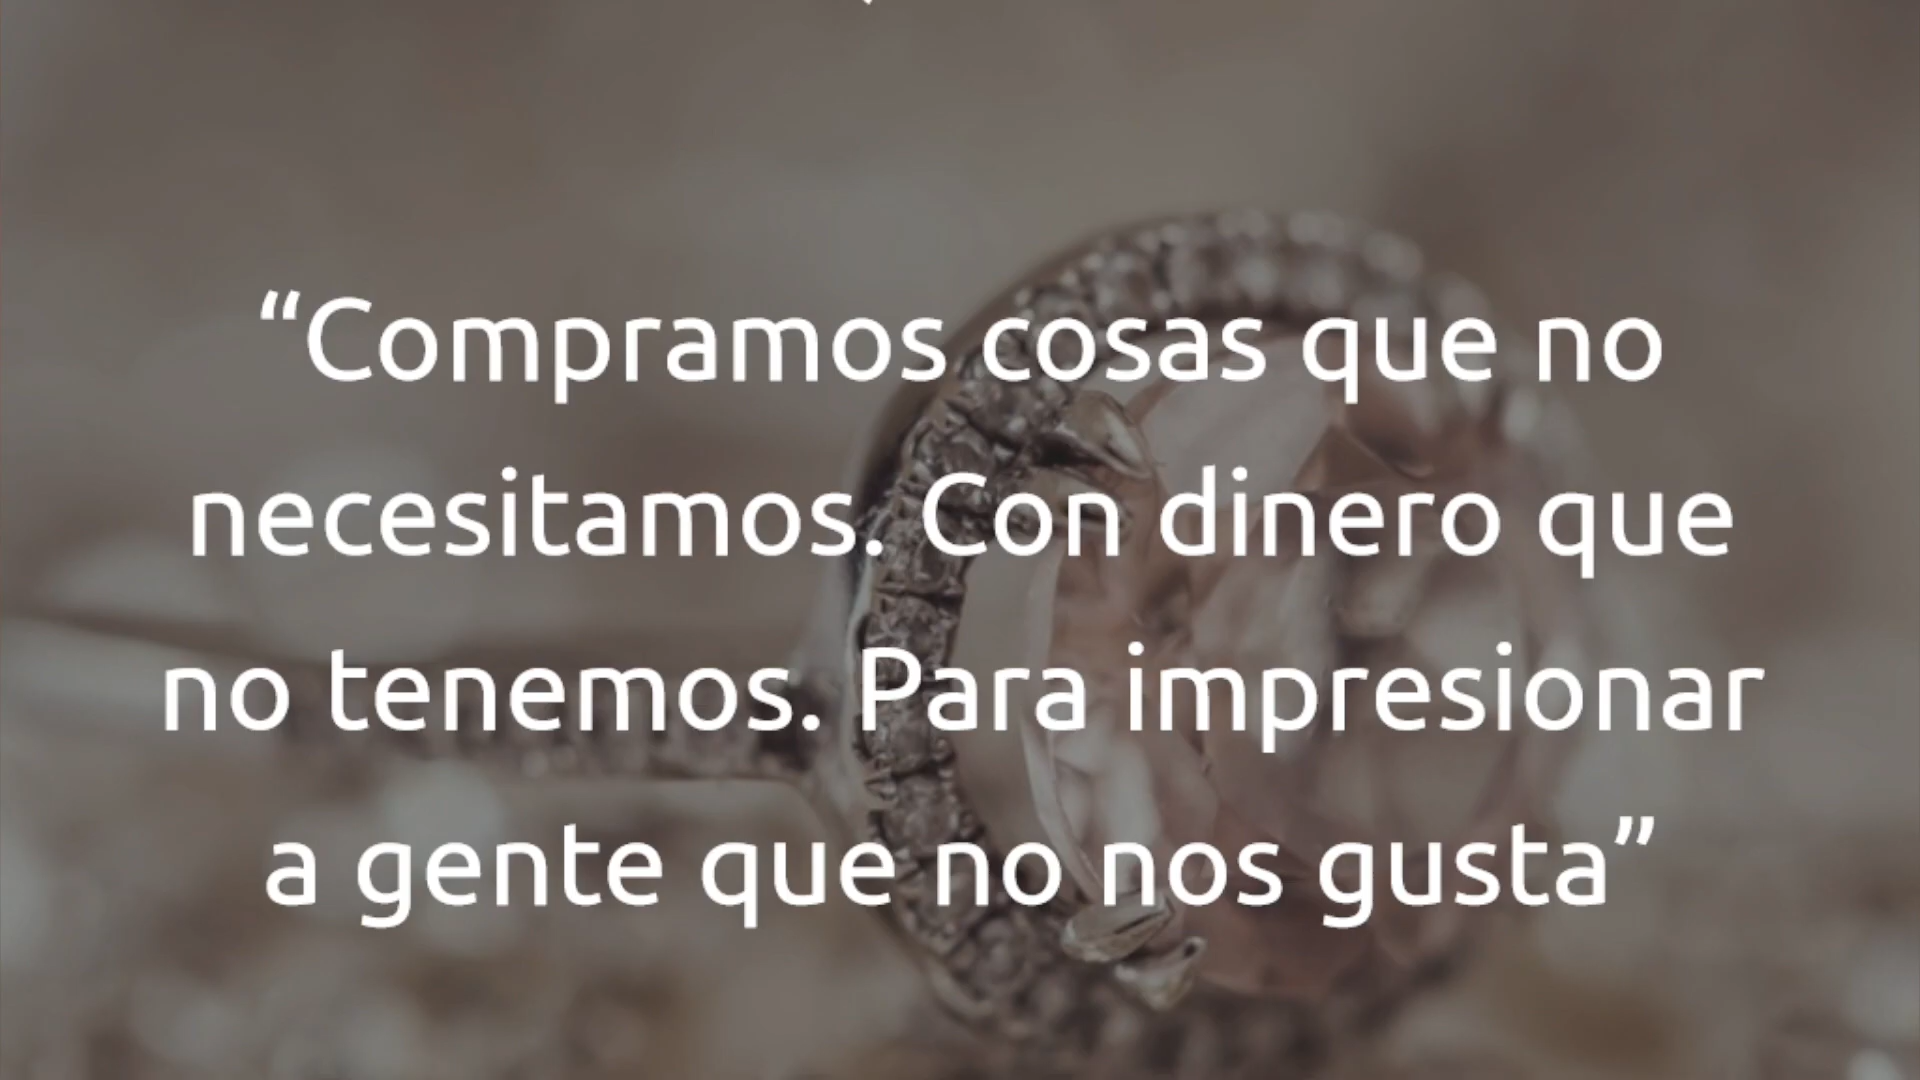 “Compramos cosas que no
necesitamos. Con dinero que
no tenemos. Para impresionar
a gente que no nos gusta”